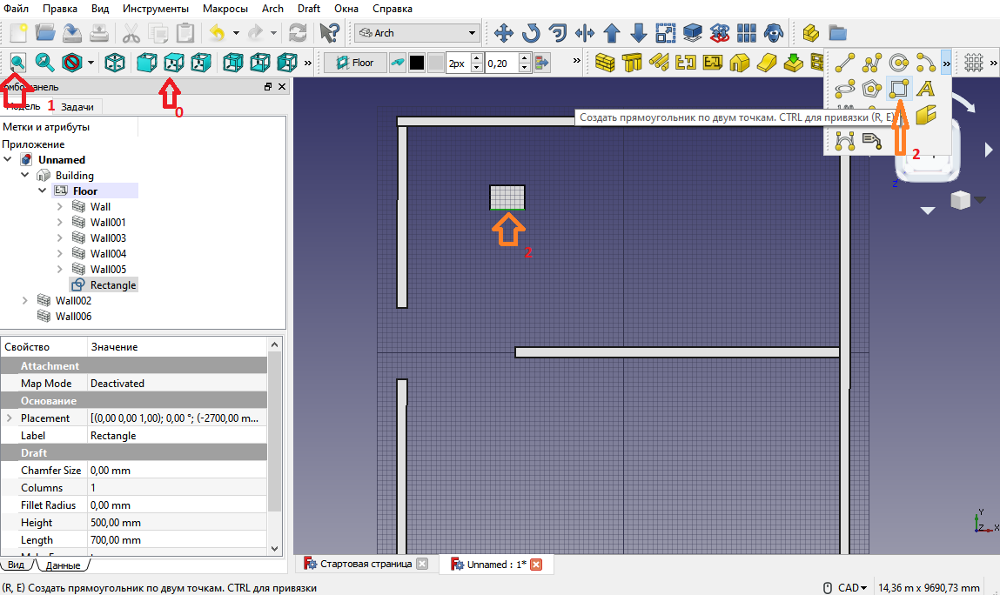 Файл Правка Вид Инструменты Макросы Arch Draft Окна Справка
Arch
Floor 2px 0,20
»
»
»
»
омбо панель
0
Модель 1 Задачи
Метки и атрибуты
Приложение
Unnamed
Building
Floor
Wall
Wall001
Wall003
Wall004
Wall005
Rectangle
Wall002
Wall006
Создать прямоугольник по двум точкам. CTRL для привязки (R, E)
2
2
Z
Свойство Значение
Attachment
Map Mode Deactivated
Основание
Placement [(0,00 0,00 1,00); 0,00 °; (-2700,00 m...
Label Rectangle
Draft
Chamfer Size 0,00 mm
Columns 1
Fillet Radius 0,00 mm
Height 500,00 mm
Length 700,00 mm
Вид Данные
Y
Z X
Стартовая страница Unnamed : 1*
(R, E) Создать прямоугольник по двум точкам. CTRL для привязки CAD 14,36 m x 9690,73 mm